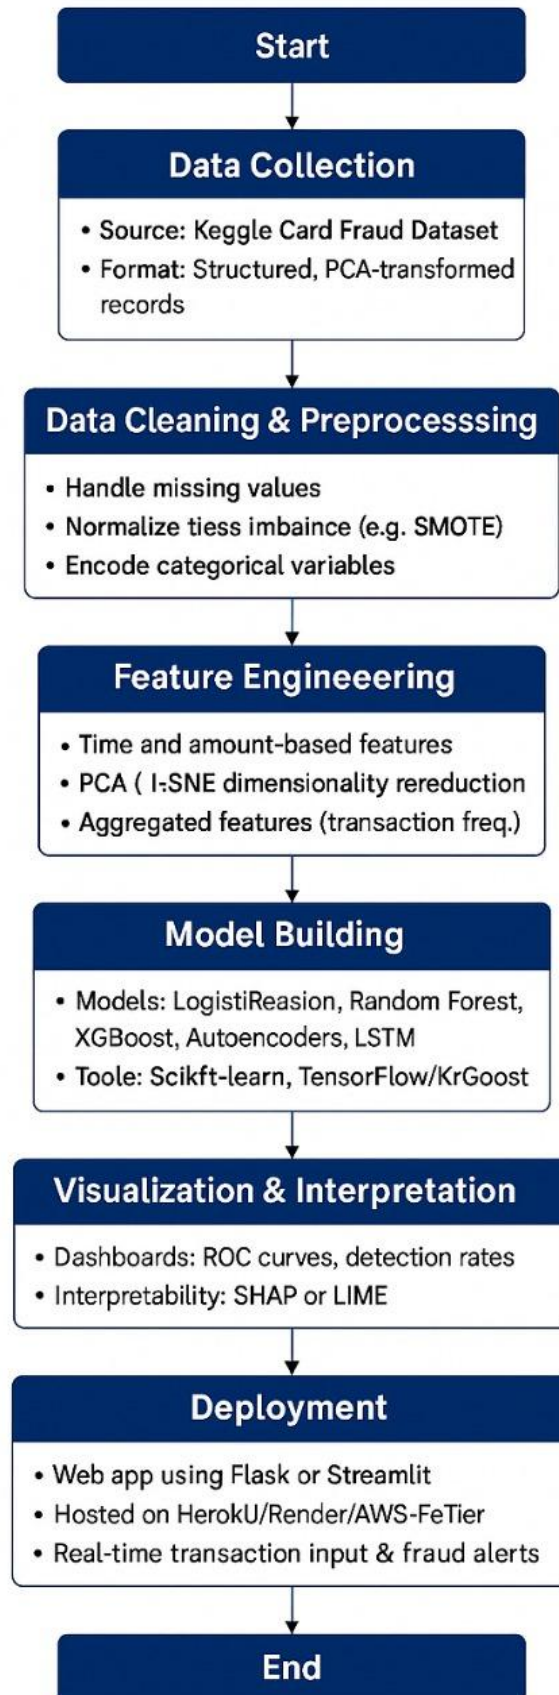 Start
Data Collection
• Source: Keggle Card Fraud Dataset
• Format: Structured, PCA-transformed
records
Data Cleaning & Preprocesssing
• Handle missing values
• Normalize tiess imbaince (e.g. SMOTE)
• Encode categorical variables
Feature Engineeering
• Time and amount-based features
• PCA ( I-SNE dimensionality rereduction
• Aggregated features (transaction freq.)
Model Building
• Models: LogistiReasion, Random Forest,
XGBoost, Autoencoders, LSTM
• Toole: Scikft-learn, TensorFlow/KrGoost
Visualization & Interpretation
• Dashboards: ROC curves, detection rates
• Interpretability: SHAP or LIME
Deployment
• Web app using Flask or Streamlit
• Hosted on HerokU/Render/AWS-FeTier
• Real-time transaction input & fraud alerts
End